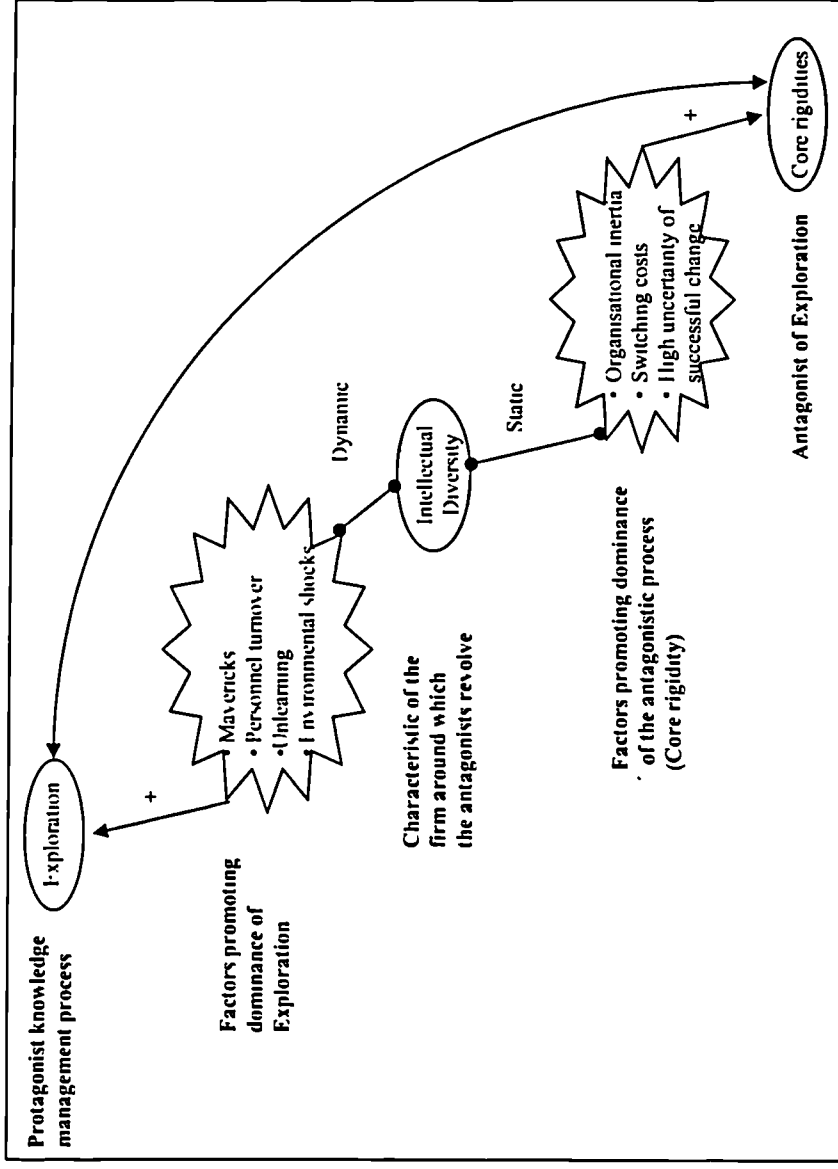 Protagonist knowledge
management process
Exploration
+
Factors promoting
dominance of
Exploration
• Mavericks
• Personnel turnover
•Unlearning
• Environmental shocks
Dynamic
Characteristic of the
firm around which
the antagonists revolve
Intellectual
Diversity
Static
Factors promoting dominance
of the antagonistic process
(Core rigidity)
• Organisational inertia
• Switching costs
• High uncertainty of
successful change
+
Antagonist of Exploration
Core rigidities